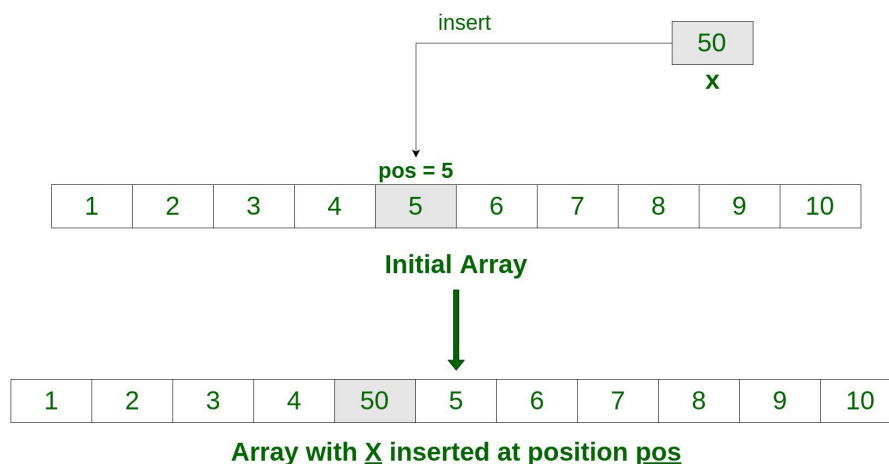 insert
50
x
pos = 5
1 2 3 4 5 6 7 8 9 10
Initial Array
1 2 3 4 50 5 6 7 8 9 10
Array with X inserted at position pos